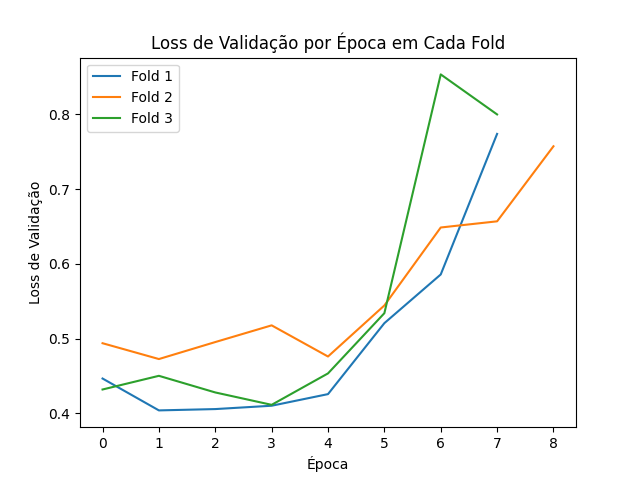 Loss de Validação por Época em Cada Fold
Fold 1
Fold 2
Fold 3
Loss de Validação
0.8
0.7
0.6
0.5
0.4
0 1 2 3 4 5 6 7 8
Época